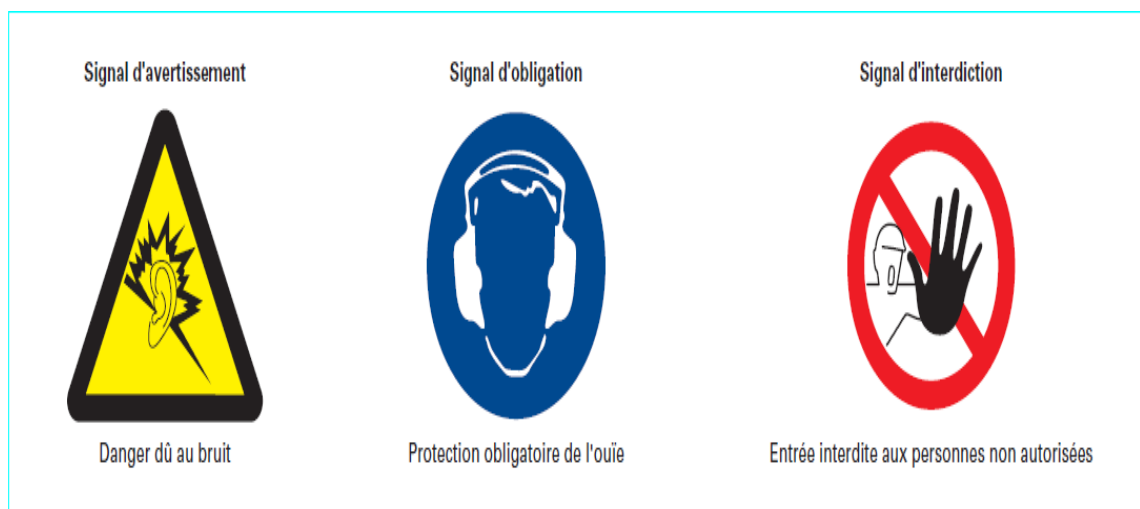 Signal d'avertissement
Signal d'obligation
Signal d'interdiction
Danger dû au bruit
Protection obligatoire de l'ouïe
Entrée interdite aux personnes non autorisées